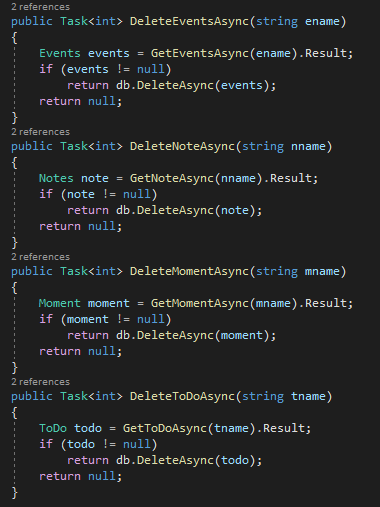 2 references
public Task<int> DeleteEventsAsync(string ename)
{
Events events = GetEventsAsync(ename).Result;
if (events != null)
return db.DeleteAsync(events);
return null;
}
2 references
public Task<int> DeleteNoteAsync(string nname)
{
Notes note = GetNoteAsync(nname).Result;
if (note != null)
return db.DeleteAsync(note);
return null;
}
2 references
public Task<int> DeleteMomentAsync(string mname)
{
Moment moment = GetMomentAsync(mname).Result;
if (moment != null)
return db.DeleteAsync(moment);
return null;
}
2 references
public Task<int> DeleteToDoAsync(string tname)
{
ToDo todo = GetToDoAsync(tname).Result;
if (todo != null)
return db.DeleteAsync(todo);
return null;
}